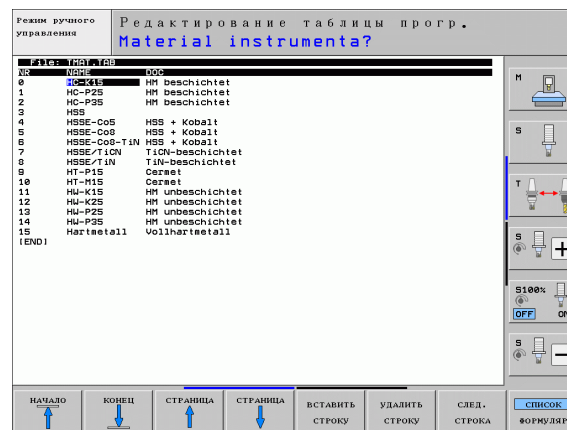 Режим ручного
управления
Редактирование таблицы прогр.
Material instrumenta?
File: TMAT.TAB
NR NAME DOC
0 HC-K15 HM beschichtet
1 HC-P25 HM beschichtet
2 HC-P35 HM beschichtet
3 HSS
4 HSSE-Co5 HSS + Kobalt
5 HSSE-Co8 HSS + Kobalt
6 HSSE-Co8-TiN HSS + Kobalt
7 HSSE/TiCN TiCN-beschichtet
8 HSSE/TiN TiN-beschichtet
9 HT-P15 Cermet
10 HT-M15 Cermet
11 HW-K15 HM unbeschichtet
12 HW-K25 HM unbeschichtet
13 HW-P25 HM unbeschichtet
14 HW-P35 HM unbeschichtet
15 Hartmetall Vollhartmetall
[END]
M
S
T
S
+
S100%
OFF ON
S
–
НАЧАЛО
КОНЕЦ
СТРАНИЦА
СТРАНИЦА
ВСТАВИТЬ
СТРОКУ
УДАЛИТЬ
СТРОКУ
СЛЕД.
СТРОКА
СПИСОК
ФОРМУЛЯР